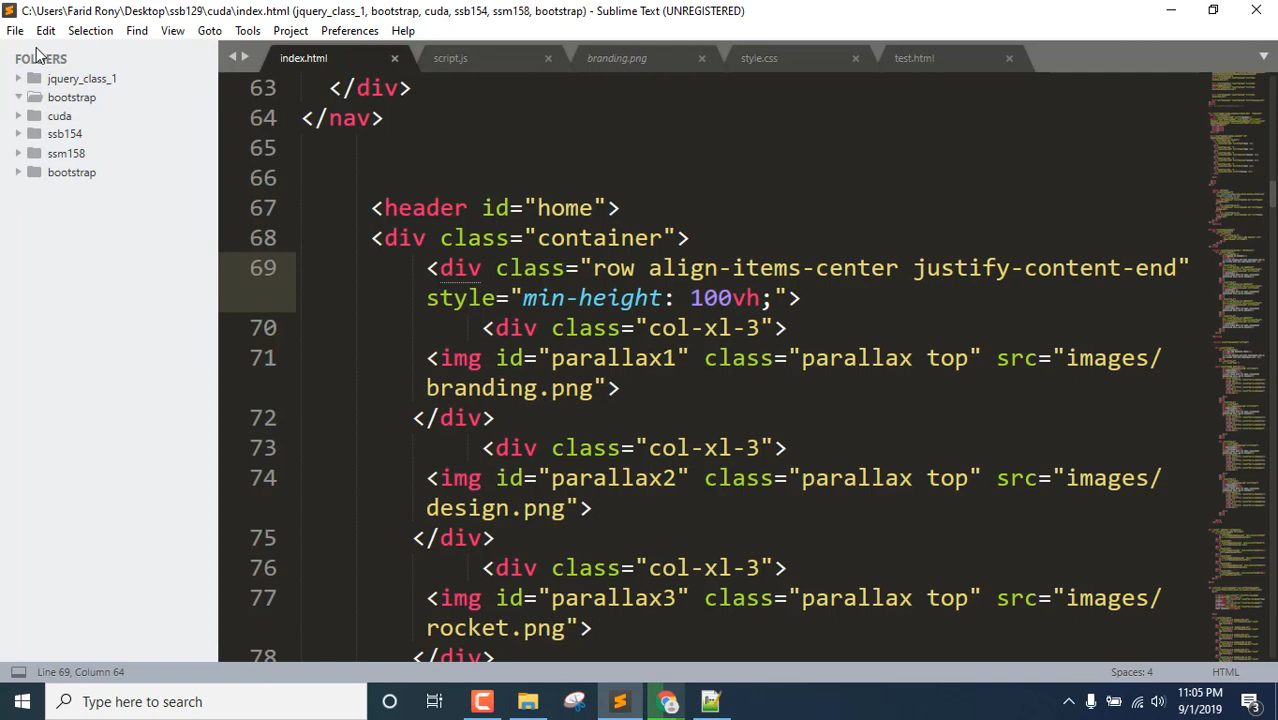 C:\Users\Farid Rony\Desktop\ssb129\cuda\index.html (jquery_class_1, bootstrap, cuda, ssb154, ssm158, bootstrap) - Sublime Text (UNREGISTERED)
File Edit Selection Find View Goto Tools Project Preferences Help
FOLDERS
jquery_class_1
bootstrap
cuda
ssb154
ssm158
bootstrap
index.html script.js branding.png style.css test.html
63 </div>
64 </nav>
65
66
67 <header id="home">
68 <div class="container">
69 <div class="row align-items-center justify-content-end"
style="min-height: 100vh;">
70 <div class="col-xl-3">
71 <img id="parallax1" class="parallax top" src="images/
branding.png">
72 </div>
73 <div class="col-xl-3">
74 <img id="parallax2" class="parallax top" src="images/
design.png">
75 </div>
76 <div class="col-xl-3">
77 <img id="parallax3" class="parallax top" src="images/
rocket.png">
78 </div>
Line 69, Column 64 Spaces: 4 HTML
Type here to search
11:05 PM
9/1/2019
3